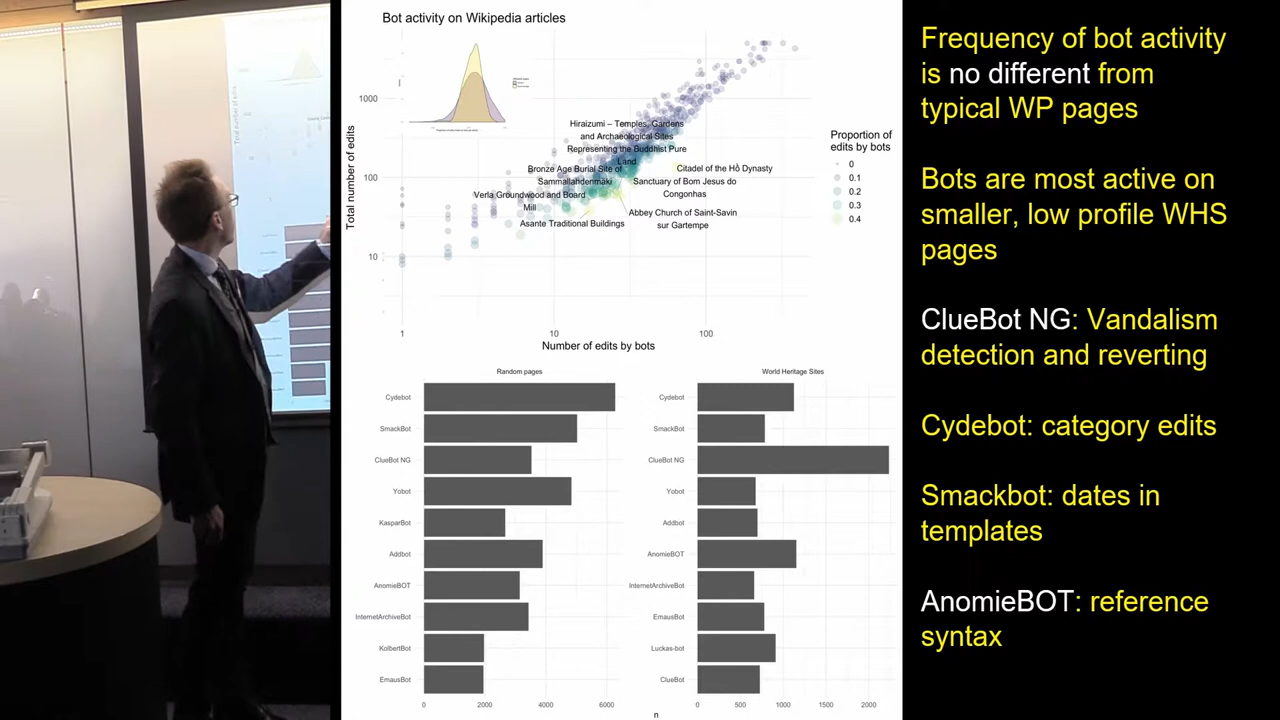 Bot activity on Wikipedia articles
Total number of edits
1000
100
10
Hiraizumi – Temples, Gardens
and Archaeological Sites
Representing the Buddhist Pure
Land
Bronze Age Burial Site of
Sammallahdenmäki
Citadel of the Hồ Dynasty
Sanctuary of Bom Jesus do
Congonhas
Verla Groundwood and Board
Mill
Abbey Church of Saint-Savin
sur Gartempe
Asante Traditional Buildings
1
10
100
Number of edits by bots
Proportion of
edits by bots
0
0.1
0.2
0.3
0.4
Random pages
Cydebot
SmackBot
ClueBot NG
Yobot
KasparBot
Addbot
AnomieBOT
InternetArchiveBot
KolbertBot
EmausBot
0
2000
4000
6000
World Heritage Sites
Cydebot
SmackBot
ClueBot NG
Yobot
Addbot
AnomieBOT
InternetArchiveBot
EmausBot
Luckas-bot
ClueBot
0
500
1000
1500
2000
n
Frequency of bot activity
is no different from
typical WP pages
Bots are most active on
smaller, low profile WHS
pages
ClueBot NG: Vandalism
detection and reverting
Cydebot: category edits
Smackbot: dates in
templates
AnomieBOT: reference
syntax